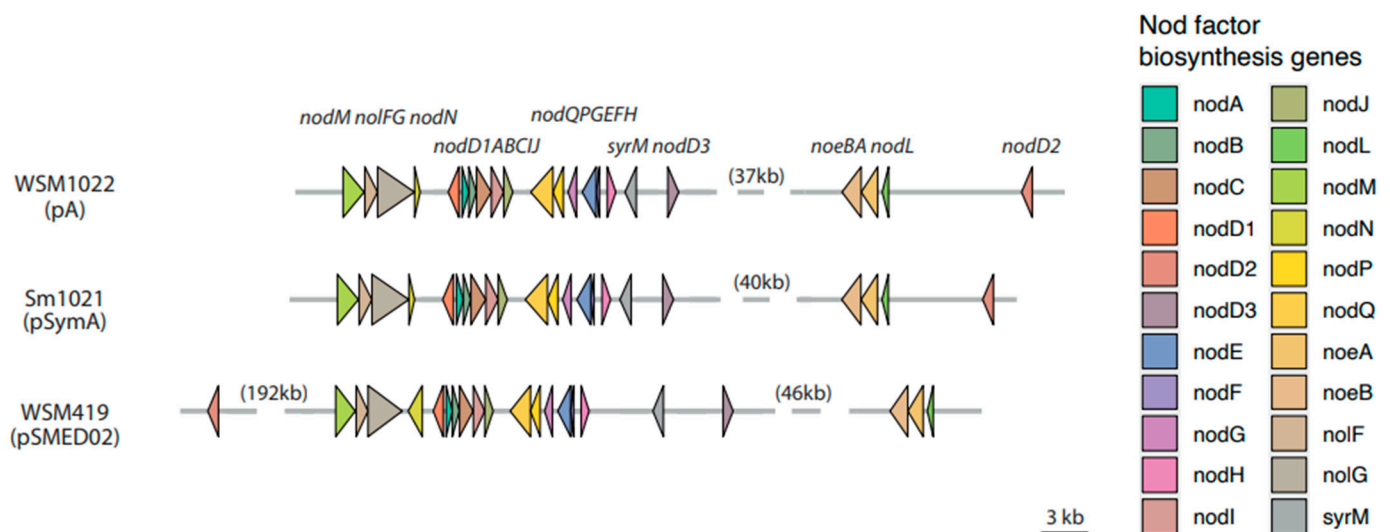 Nod factor
biosynthesis genes
nodM nolFG nodN
nodQPGEFH
nodD1ABCIJ
syrM nodD3
noeBA nodL
nodD2
WSM1022
(pA)
(37kb)
Sm1021
(pSymA)
(40kb)
WSM419
(pSMED02)
(192kb)
(46kb)
3 kb
nodA
nodB
nodC
nodD1
nodD2
nodD3
nodE
nodF
nodG
nodH
nodI
nodJ
nodL
nodM
nodN
nodP
nodQ
noeA
noeB
nolF
nolG
syrM